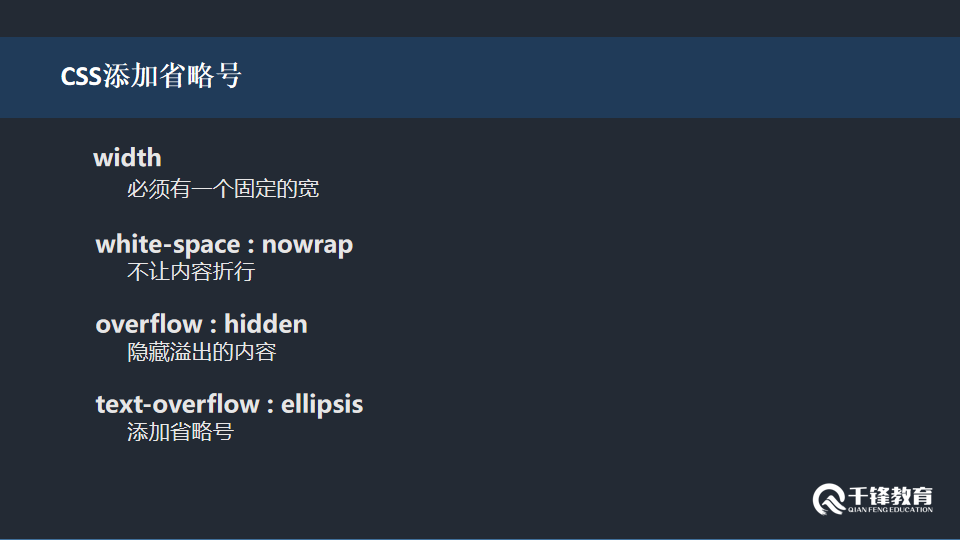 CSS添加省略号
width
必须有一个固定的宽
white-space : nowrap
不让内容折行
overflow : hidden
隐藏溢出的内容
text-overflow : ellipsis
添加省略号
千锋教育
QIAN FENG EDUCATION